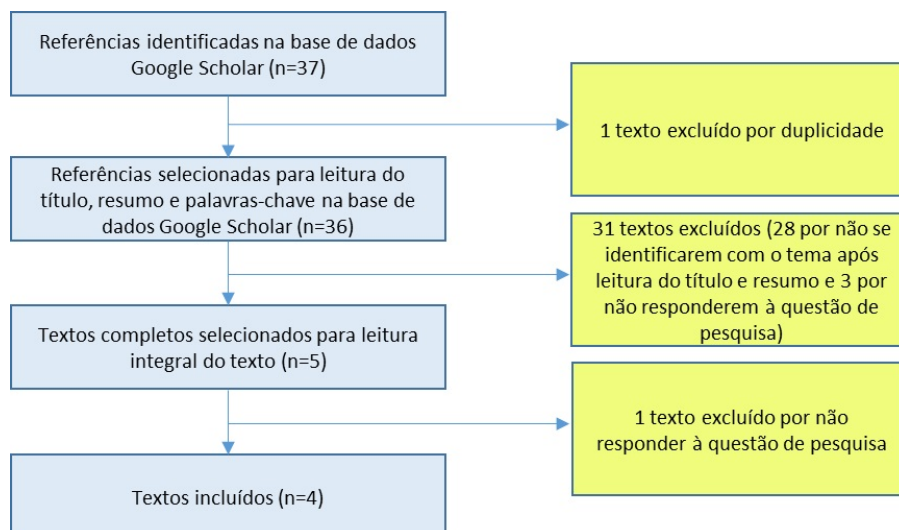 Referências identificadas na base de dados
Google Scholar (n=37)
1 texto excluído por duplicidade
Referências selecionadas para leitura do
título, resumo e palavras-chave na base de
dados Google Scholar (n=36)
31 textos excluídos (28 por não se
identificarem com o tema após
leitura do título e resumo e 3 por
não responderem à questão de
pesquisa)
Textos completos selecionados para leitura
integral do texto (n=5)
1 texto excluído por não
responder à questão de pesquisa
Textos incluídos (n=4)